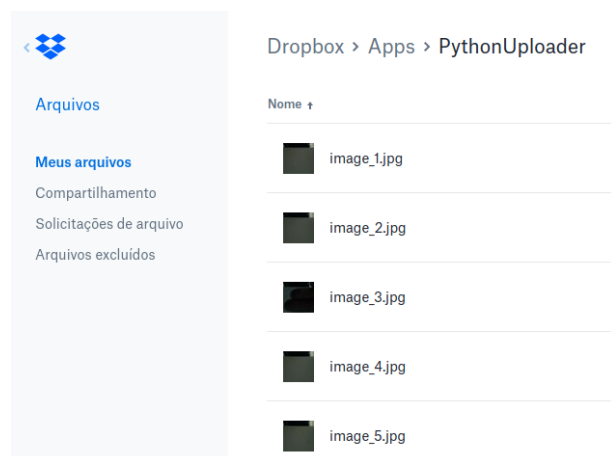 Dropbox > Apps > PythonUploader
Arquivos
Meus arquivos
Compartilhamento
Solicitações de arquivo
Arquivos excluídos
Nome ↑
image_1.jpg
image_2.jpg
image_3.jpg
image_4.jpg
image_5.jpg